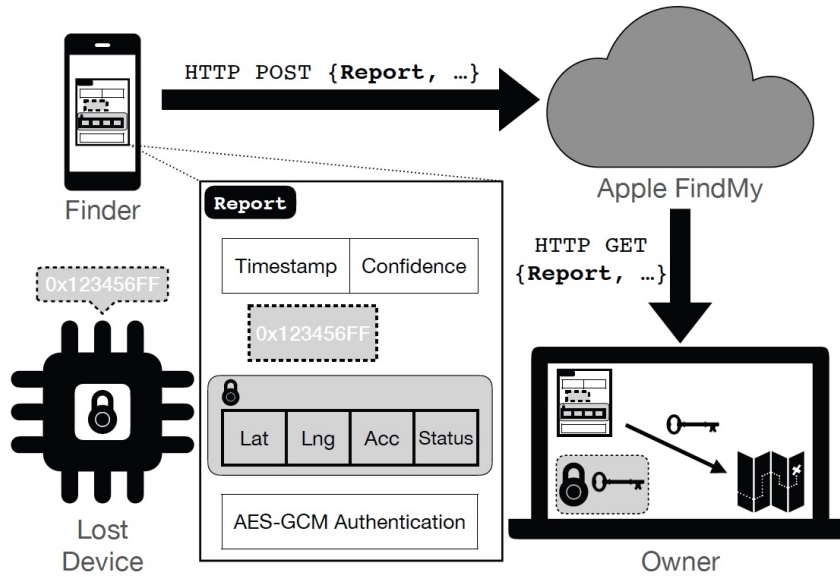 HTTP POST {Report, …}
Finder
Apple FindMy
Report
Timestamp Confidence
HTTP GET
{Report, …}
0x123456FF
0x123456FF
Lat Lng Acc Status
AES-GCM Authentication
Lost
Device
Owner